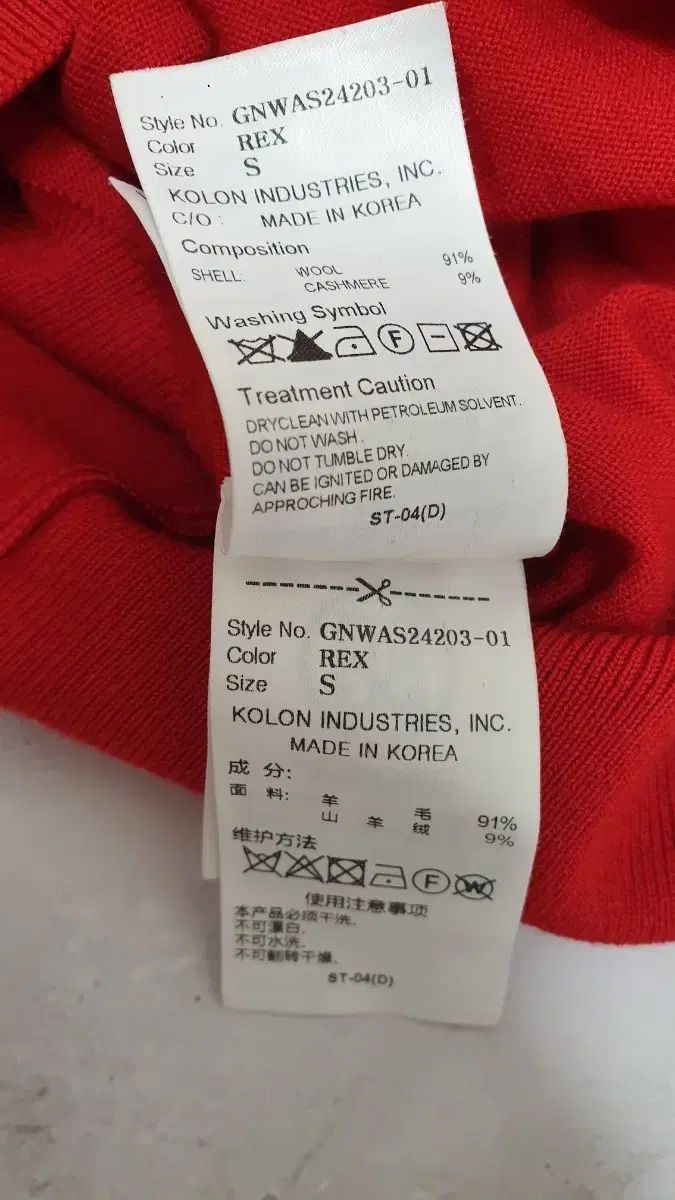 Style No. GNWAS24203-01
Color REX
Size S
KOLON INDUSTRIES, INC.
C/O : MADE IN KOREA
Composition
SHELL: WOOL 91%
CASHMERE 9%
Washing Symbol
F
Treatment Caution
DRYCLEAN WITH PETROLEUM SOLVENT.
DO NOT WASH.
DO NOT TUMBLE DRY.
CAN BE IGNITED OR DAMAGED BY
APPROCHING FIRE.
ST-04(D)
Style No. GNWAS24203-01
Color REX
Size S
KOLON INDUSTRIES, INC.
MADE IN KOREA
成 分:
面 料: 羊 毛 91%
山 羊 绒 9%
维护方法
F W
使用注意事项
本产品必须干洗.
不可漂白.
不可水洗.
不可翻转干燥.
ST-04(D)